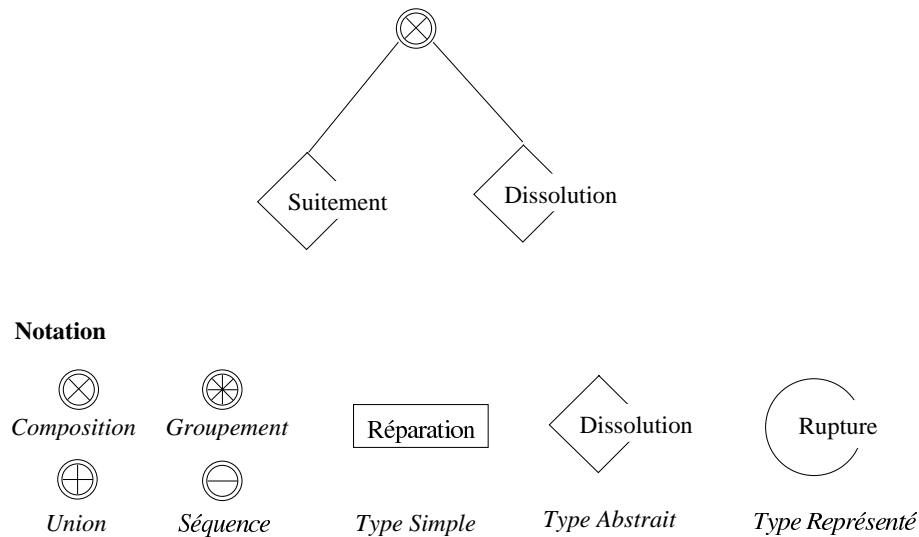 Suitement
Dissolution
Notation
Composition
Groupement
Réparation
Dissolution
Rupture
Union
Séquence
Type Simple
Type Abstrait
Type Représenté